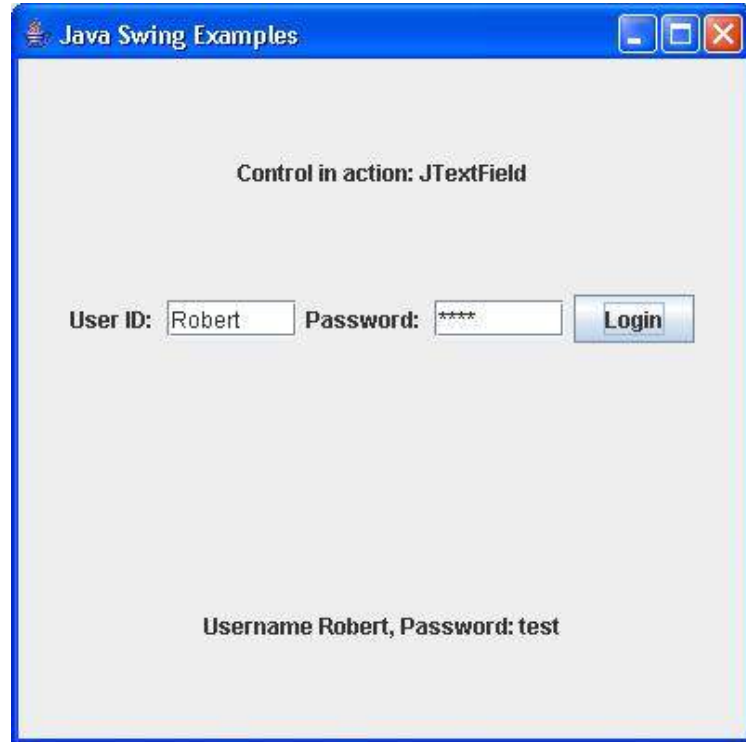 Java Swing Examples
Control in action: JTextField
User ID: Robert Password: **** Login
Username Robert, Password: test